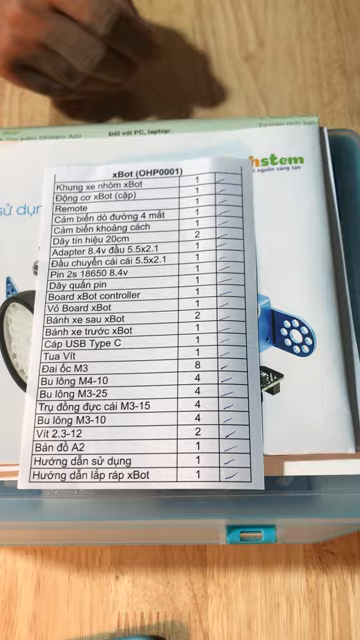 Đối với PC, laptop:
hstem
sử dụn
xBot (OHP0001)
Khung xe nhôm xBot 1
Động cơ xBot (cặp) 1
Remote 1
Cảm biến dò đường 4 mắt 1
Cảm biến khoảng cách 1
Dây tín hiệu 20cm 2
Adapter 8.4v đầu 5.5x2.1 1
Đầu chuyển cái cái 5.5x2.1 1
Pin 2s 18650 8.4v 1
Dây quấn pin 1
Board xBot controller 1
Vỏ Board xBot 1
Bánh xe sau xBot 2
Bánh xe trước xBot 1
Cáp USB Type C 1
Tua Vít 1
Đai ốc M3 8
Bu lông M4-10 4
Bu lông M3-25 4
Trụ đồng đực cái M3-15 4
Bu lông M3-10 4
Vít 2.3-12 2
Bản đồ A2 1
Hướng dẫn sử dụng 1
Hướng dẫn lắp ráp xBot 1